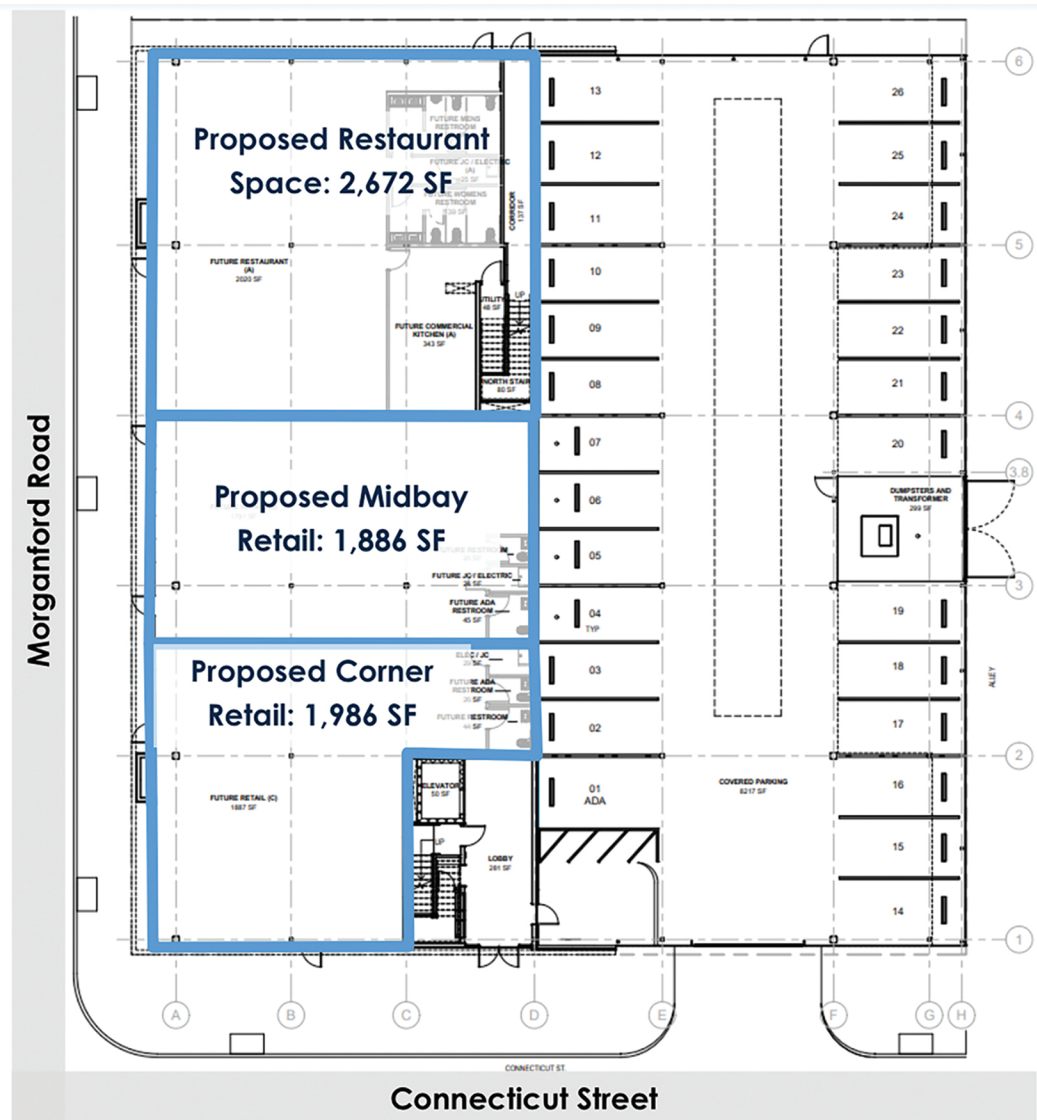 6
13
26
Proposed Restaurant
Space: 2,672 SF
FUTURE MENS
RESTROOM
12
25
FUTURE JC / ELECTRIC
(A)
25 SF
FUTURE WOMENS
RESTROOM
CORRIDOR
137 SF
11
24
5
FUTURE RESTAURANT
(A)
2020 SF
10
23
UTILITY
48 SF
UP
FUTURE COMMERCIAL
KITCHEN (A)
343 SF
09
22
NORTH STAIR
80 SF
08
21
4
07
20
3.8
Morganford Road
Proposed Midbay
Retail: 1,886 SF
06
DUMPSTERS AND
TRANSFORMER
299 SF
FUTURE RESTROOM
05
FUTURE JC / ELECTRIC
FUTURE ADA
RESTROOM
45 SF
3
04
TYP
19
Proposed Corner
Retail: 1,986 SF
ELEC / JC
FUTURE ADA
RESTROOM
FUTURE RESTROOM
44 SF
03
18
ALLEY
02
17
2
ELEVATOR
50 SF
01
ADA
COVERED PARKING
8217 SF
16
FUTURE RETAIL (C)
1887 SF
UP
LOBBY
281 SF
15
14
1
A
B
C
D
E
F
G
H
CONNECTICUT ST.
Connecticut Street